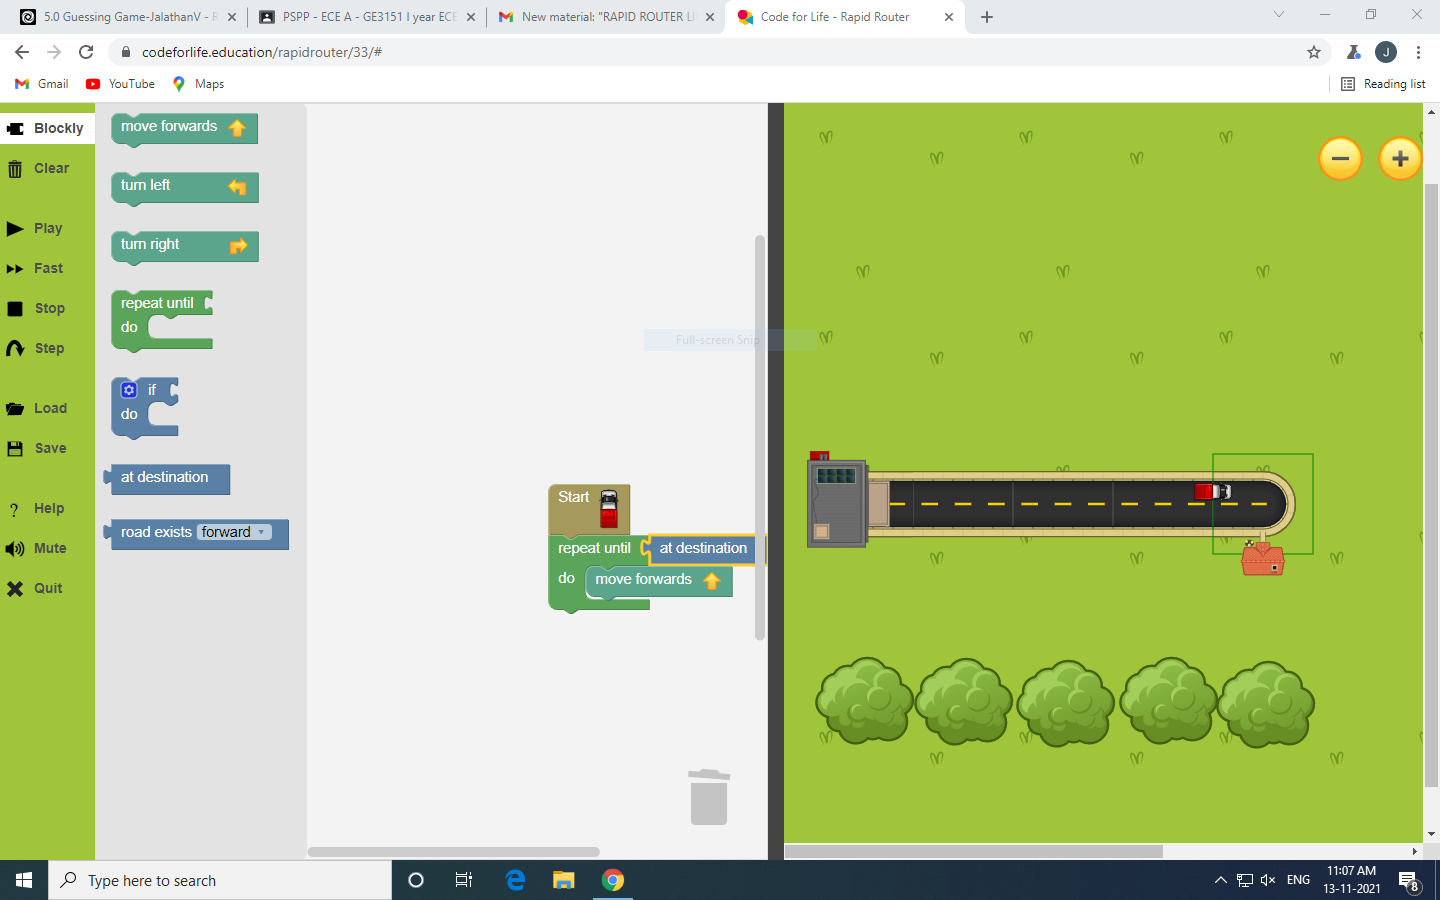 5.0 Guessing Game-JalathanV - R
PSPP - ECE A - GE3151 I year ECE
New material: "RAPID ROUTER LI
Code for Life - Rapid Router
codeforlife.education/rapidrouter/33/#
J
Gmail
YouTube
Maps
Reading list
Blockly
Clear
Play
Fast
Stop
Step
Load
Save
Help
Mute
Quit
move forwards
turn left
turn right
repeat until
do
if
do
at destination
road exists forward
Full-screen Snip
Start
repeat until at destination
do move forwards
Type here to search
ENG
11:07 AM
13-11-2021
8